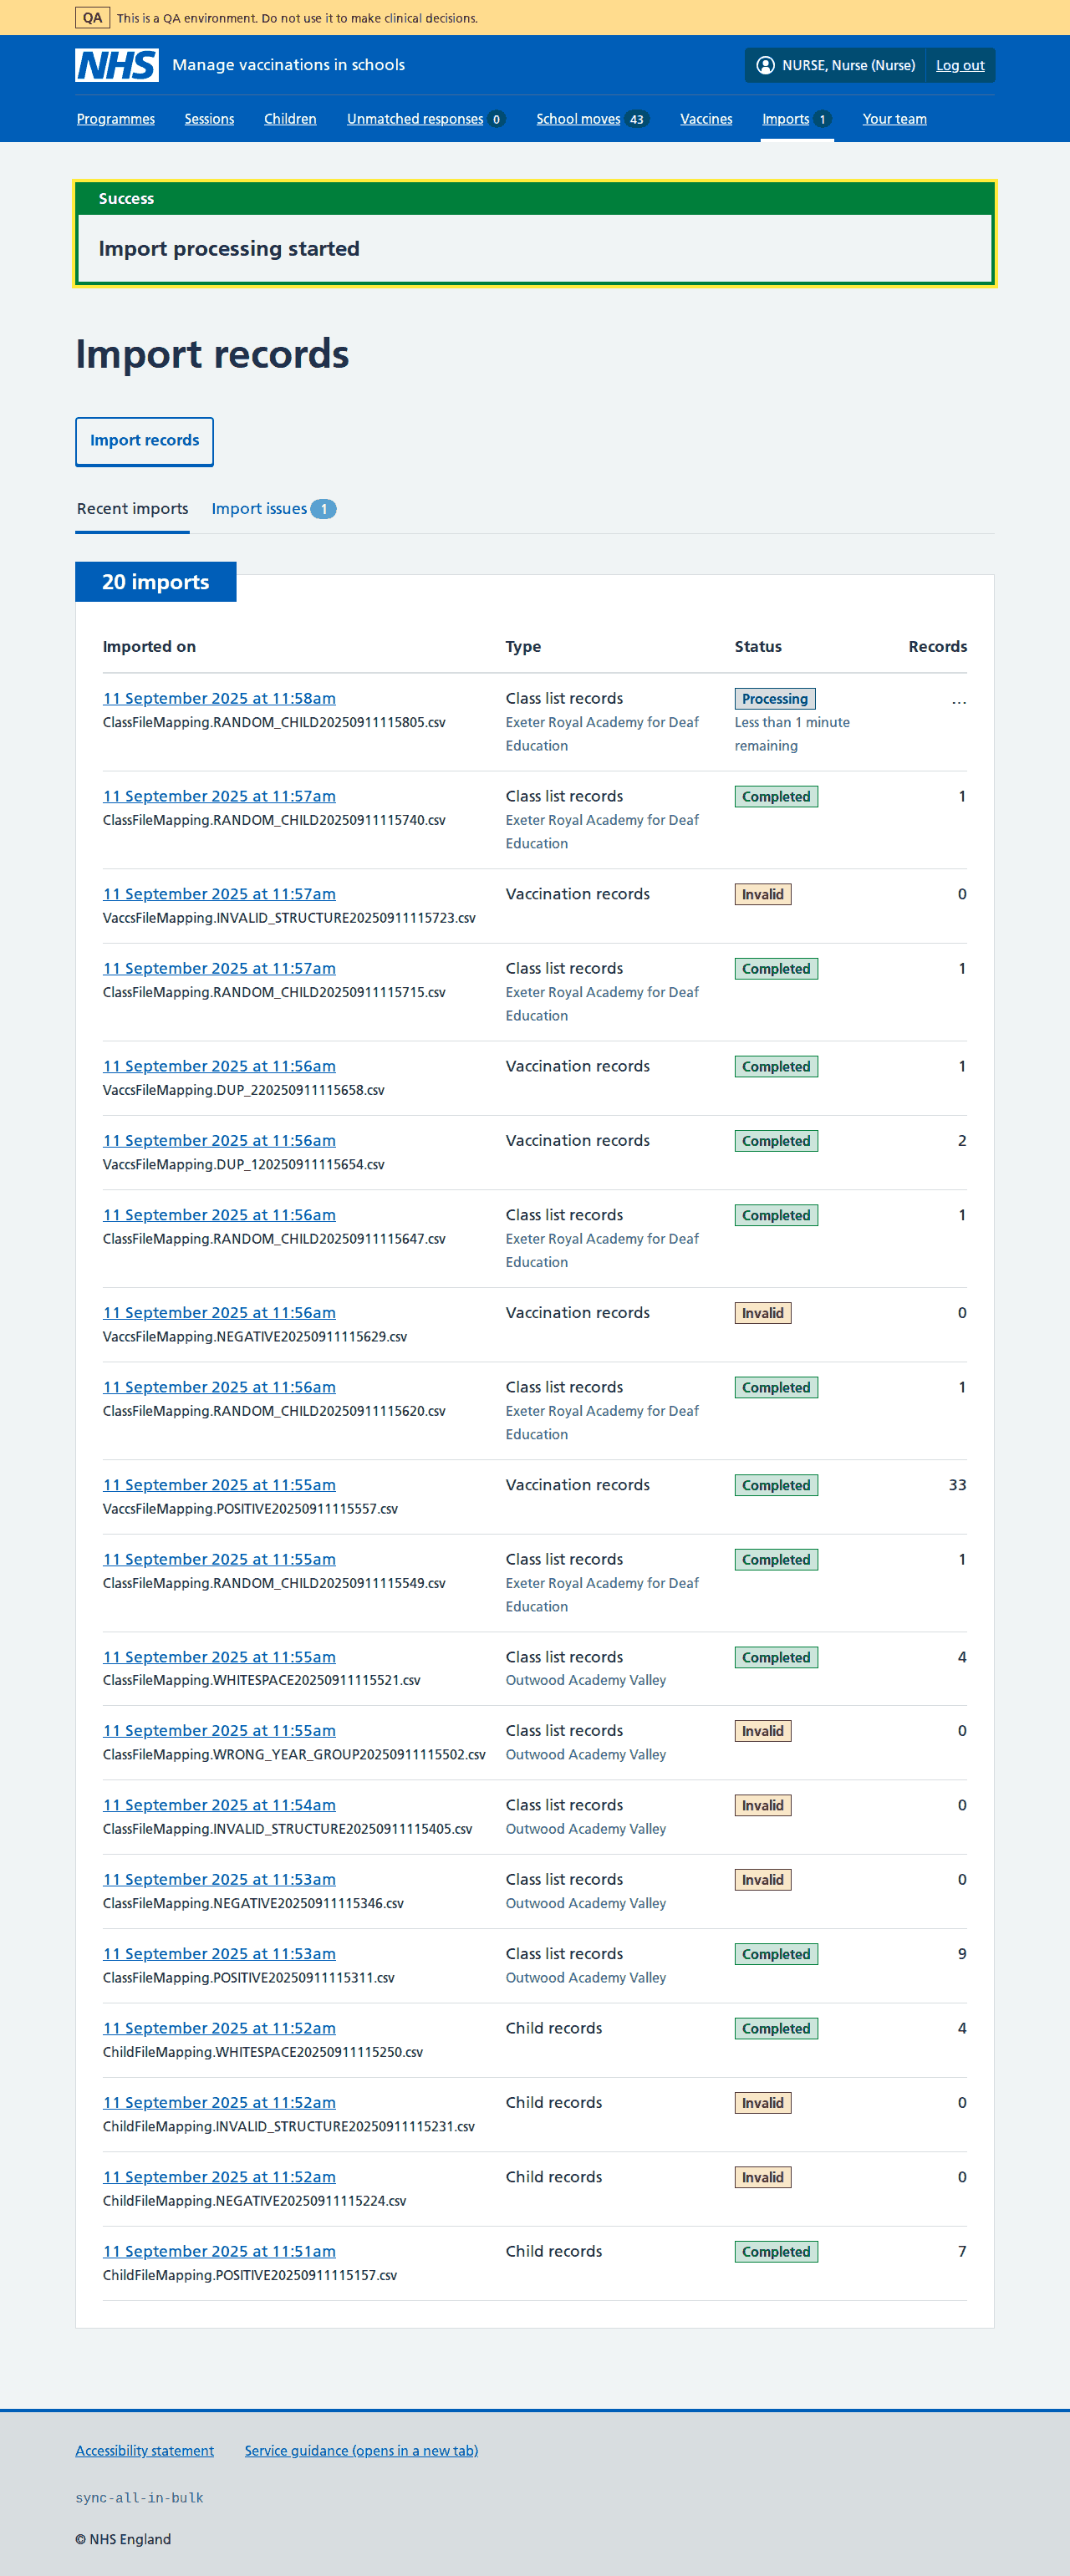 QA This is a QA environment. Do not use it to make clinical decisions.
NHS Manage vaccinations in schools NURSE, Nurse (Nurse) Log out
Programmes Sessions Children Unmatched responses 0 School moves 43 Vaccines Imports 1 Your team
Success
Import processing started
Import records
Import records
Recent imports Import issues 1
20 imports
Imported on Type Status Records
11 September 2025 at 11:58am Class list records Processing ...
ClassFileMapping.RANDOM_CHILD20250911115805.csv Exeter Royal Academy for Deaf Less than 1 minute
Education remaining
11 September 2025 at 11:57am Class list records Completed 1
ClassFileMapping.RANDOM_CHILD20250911115740.csv Exeter Royal Academy for Deaf
Education
11 September 2025 at 11:57am Vaccination records Invalid 0
VaccsFileMapping.INVALID_STRUCTURE20250911115723.csv
11 September 2025 at 11:57am Class list records Completed 1
ClassFileMapping.RANDOM_CHILD20250911115715.csv Exeter Royal Academy for Deaf
Education
11 September 2025 at 11:56am Vaccination records Completed 1
VaccsFileMapping.DUP_220250911115658.csv
11 September 2025 at 11:56am Vaccination records Completed 2
VaccsFileMapping.DUP_120250911115654.csv
11 September 2025 at 11:56am Class list records Completed 1
ClassFileMapping.RANDOM_CHILD20250911115647.csv Exeter Royal Academy for Deaf
Education
11 September 2025 at 11:56am Vaccination records Invalid 0
VaccsFileMapping.NEGATIVE20250911115629.csv
11 September 2025 at 11:56am Class list records Completed 1
ClassFileMapping.RANDOM_CHILD20250911115620.csv Exeter Royal Academy for Deaf
Education
11 September 2025 at 11:55am Vaccination records Completed 33
VaccsFileMapping.POSITIVE20250911115557.csv
11 September 2025 at 11:55am Class list records Completed 1
ClassFileMapping.RANDOM_CHILD20250911115549.csv Exeter Royal Academy for Deaf
Education
11 September 2025 at 11:55am Class list records Completed 4
ClassFileMapping.WHITESPACE20250911115521.csv Outwood Academy Valley
11 September 2025 at 11:55am Class list records Invalid 0
ClassFileMapping.WRONG_YEAR_GROUP20250911115502.csv Outwood Academy Valley
11 September 2025 at 11:54am Class list records Invalid 0
ClassFileMapping.INVALID_STRUCTURE20250911115405.csv Outwood Academy Valley
11 September 2025 at 11:53am Class list records Invalid 0
ClassFileMapping.NEGATIVE20250911115346.csv Outwood Academy Valley
11 September 2025 at 11:53am Class list records Completed 9
ClassFileMapping.POSITIVE20250911115311.csv Outwood Academy Valley
11 September 2025 at 11:52am Child records Completed 4
ChildFileMapping.WHITESPACE20250911115250.csv
11 September 2025 at 11:52am Child records Invalid 0
ChildFileMapping.INVALID_STRUCTURE20250911115231.csv
11 September 2025 at 11:52am Child records Invalid 0
ChildFileMapping.NEGATIVE20250911115224.csv
11 September 2025 at 11:51am Child records Completed 7
ChildFileMapping.POSITIVE20250911115157.csv
Accessibility statement Service guidance (opens in a new tab)
sync-all-in-bulk
© NHS England